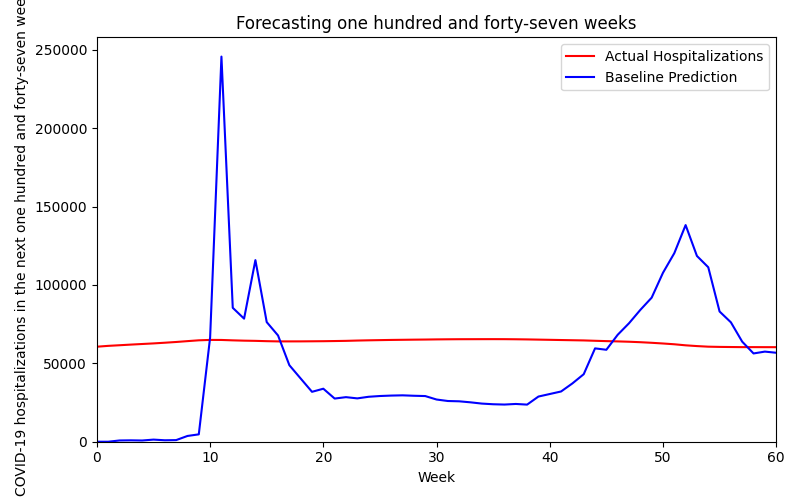 Forecasting one hundred and forty-seven weeks
COVID-19 hospitalizations in the next one hundred and forty-seven
250000
200000
150000
100000
50000
0
Actual Hospitalizations
Baseline Prediction
0 10 20 30 40 50 60
Week